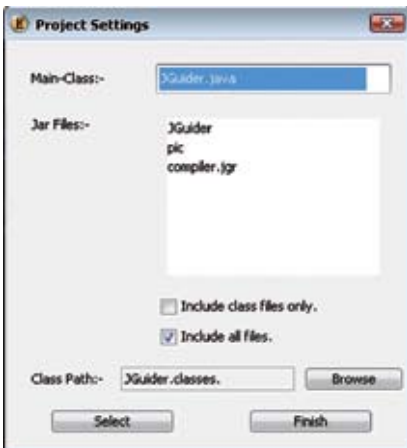 Project Settings
Main-Class:- JGuider.java
Jar Files:-
JGuider
pic
compiler.jgr
Include class files only.
Include all files.
Class Path:- JGuider.classes. Browse
Select Finish